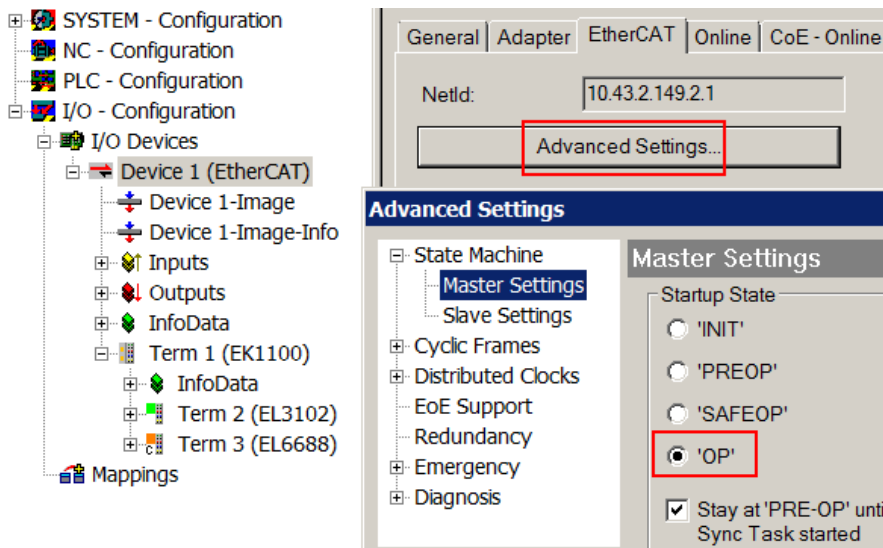 SYSTEM - Configuration
NC - Configuration
PLC - Configuration
I/O - Configuration
I/O Devices
Device 1 (EtherCAT)
Device 1-Image
Device 1-Image-Info
Inputs
Outputs
InfoData
Term 1 (EK1100)
InfoData
Term 2 (EL3102)
Term 3 (EL6688)
Mappings
General Adapter EtherCAT Online CoE - Online
NetId: 10.43.2.149.2.1
Advanced Settings...
Advanced Settings
State Machine
Master Settings
Slave Settings
Cyclic Frames
Distributed Clocks
EoE Support
Redundancy
Emergency
Diagnosis
Master Settings
Startup State
'INIT'
'PREOP'
'SAFEOP'
'OP'
Stay at 'PRE-OP' unti
Sync Task started